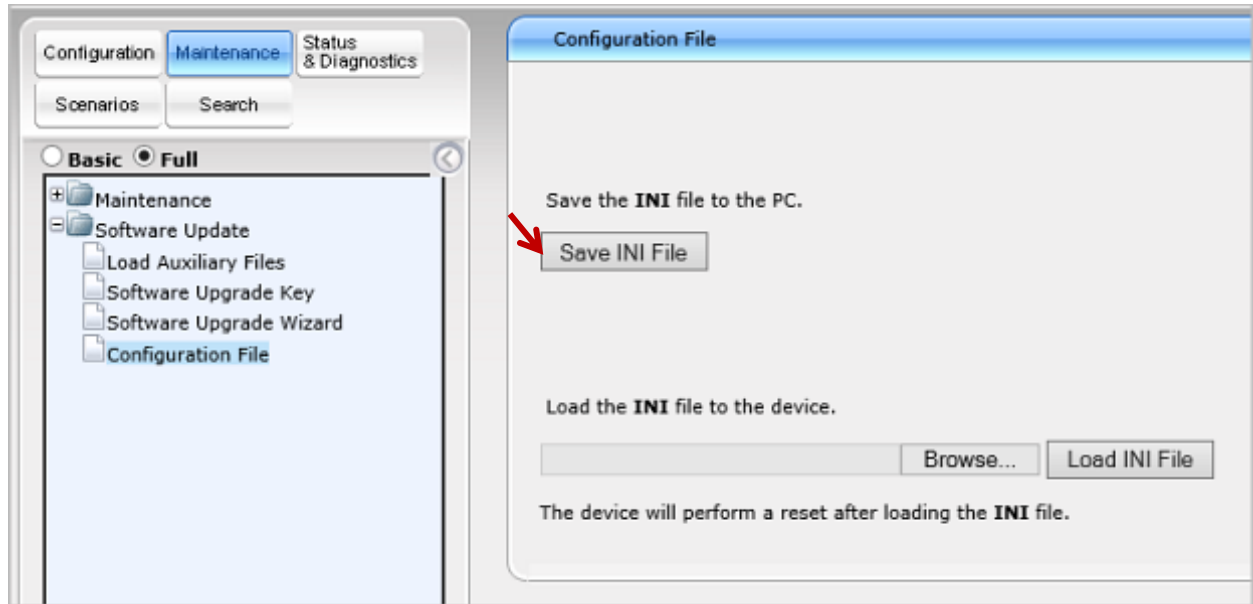 Configuration
Maintenance
Status
& Diagnostics
Scenarios
Search
Basic
Full
Maintenance
Software Update
Load Auxiliary Files
Software Upgrade Key
Software Upgrade Wizard
Configuration File
Configuration File
Save the INI file to the PC.
Save INI File
Load the INI file to the device.
Browse...
Load INI File
The device will perform a reset after loading the INI file.